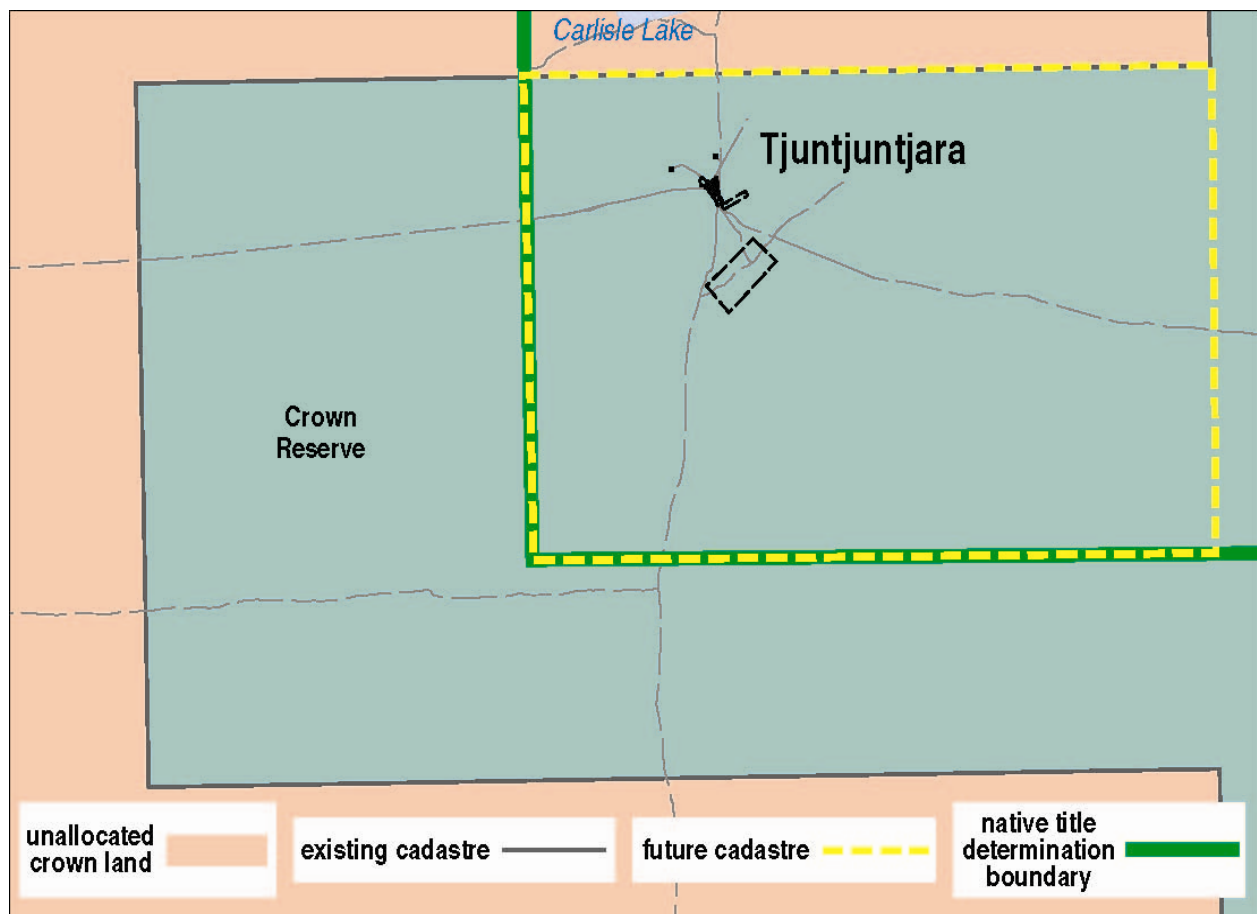 Carlisle Lake
Tjuntjuntjara
Crown
Reserve
unallocated
crown land
existing cadastre
future cadastre
native title
determination
boundary